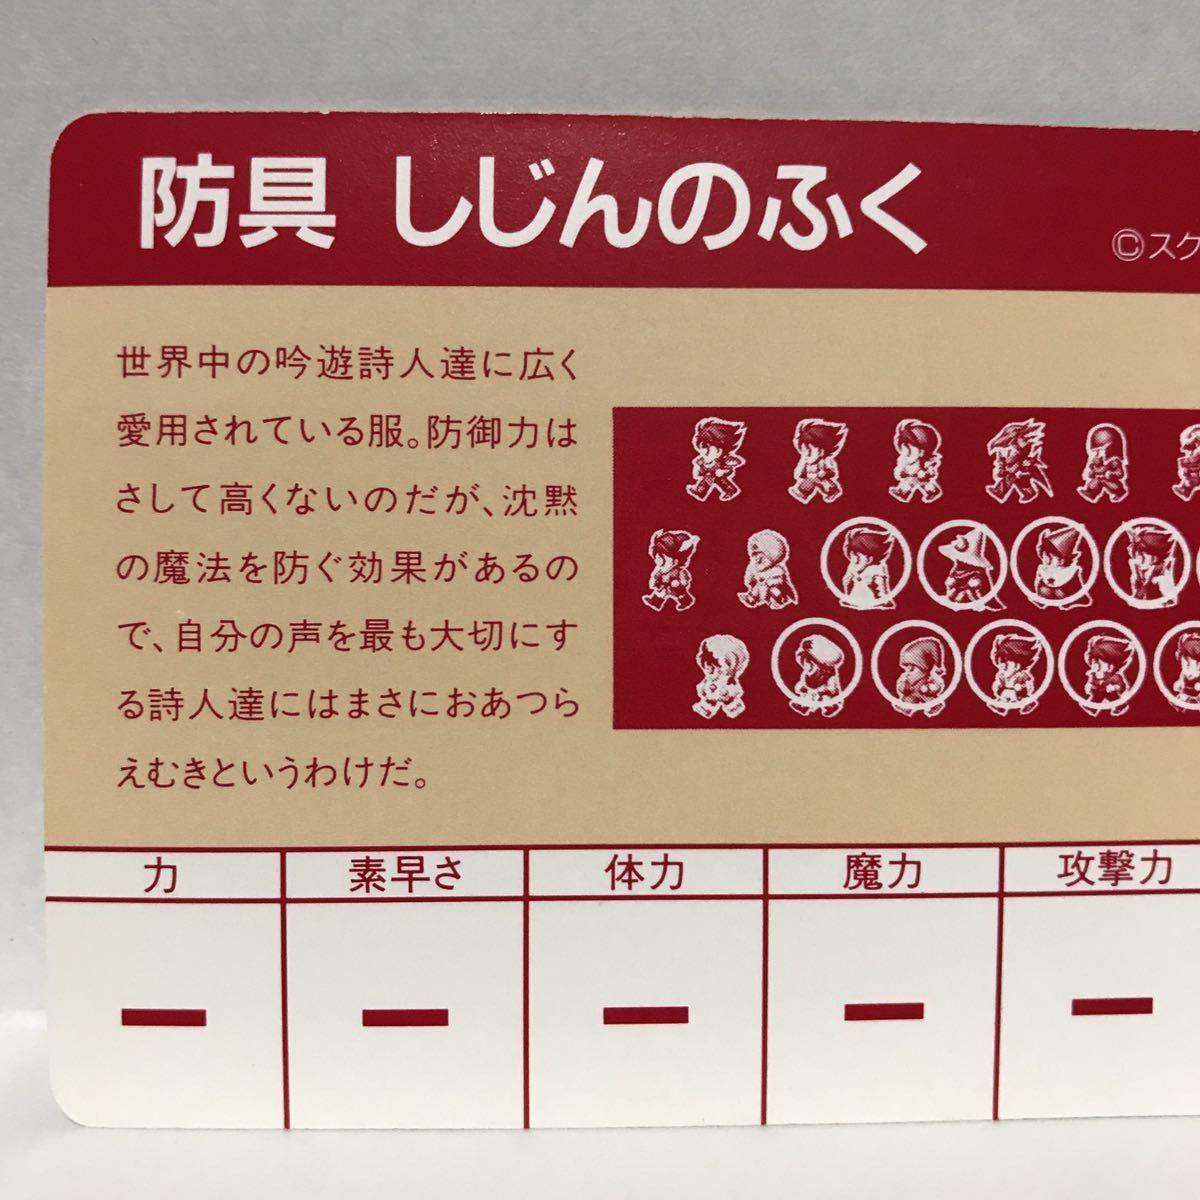 防具 しじんのふく
©スク
世界中の吟遊詩人達に広く
愛用されている服。防御力は
さして高くないのだが、沈黙
の魔法を防ぐ効果があるの
で、自分の声を最も大切にす
る詩人達にはまさにおあつら
えむきというわけだ。
力 素早さ 体力 魔力 攻撃力
ー ー ー ー ー